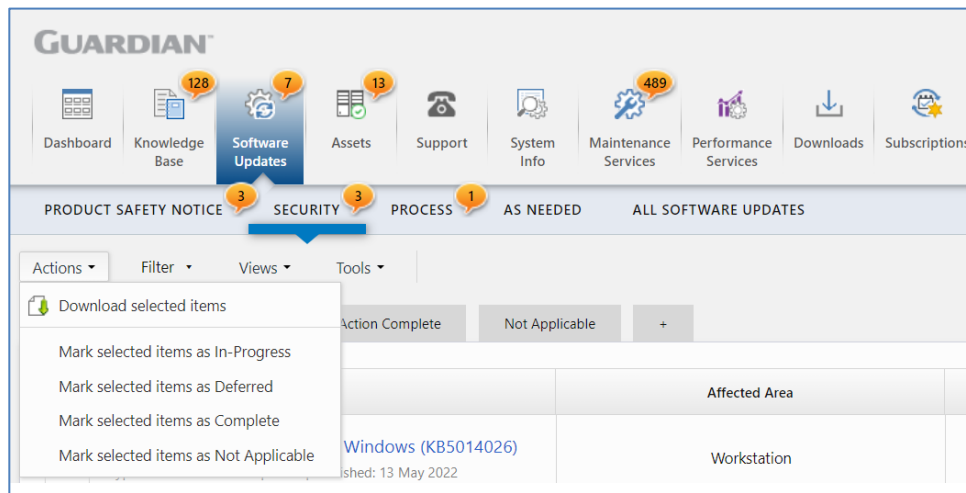 GUARDIAN™
128
7
13
489
Dashboard
Knowledge
Base
Software
Updates
Assets
Support
System
Info
Maintenance
Services
Performance
Services
Downloads
Subscriptions
PRODUCT SAFETY NOTICE 3 SECURITY 3 PROCESS 1 AS NEEDED ALL SOFTWARE UPDATES
Actions Filter Views Tools
Download selected items
Action Complete Not Applicable +
Mark selected items as In-Progress
Mark selected items as Deferred
Affected Area
Mark selected items as Complete
Windows (KB5014026)
Mark selected items as Not Applicable
shed: 13 May 2022
Workstation